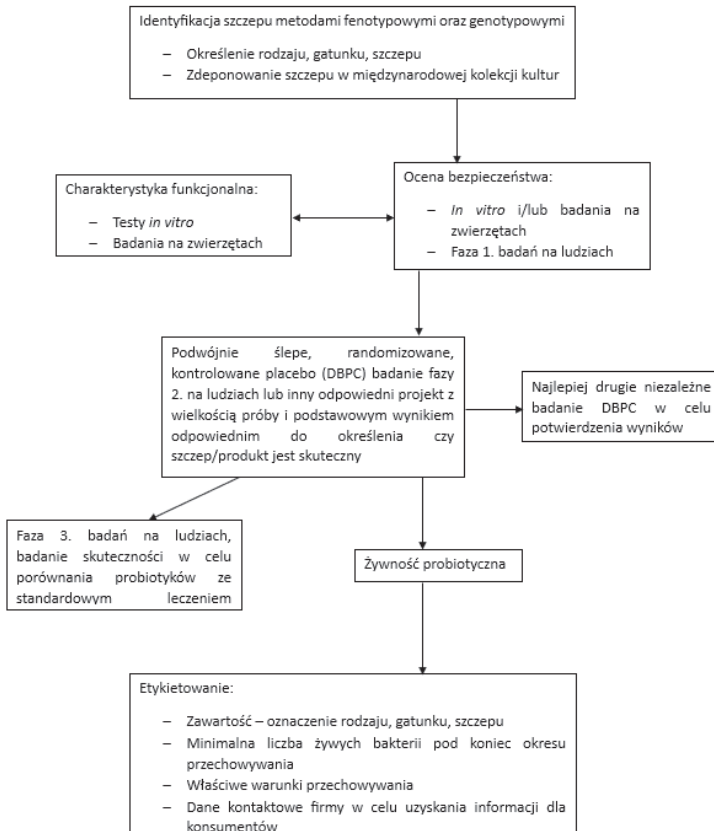 Identyfikacja szczepu metodami fenotypowymi oraz genotypowymi
– Określenie rodzaju, gatunku, szczepu
– Zdeponowanie szczepu w międzynarodowej kolekcji kultur
Charakterystyka funkcjonalna:
– Testy in vitro
– Badania na zwierzętach
Ocena bezpieczeństwa:
– In vitro i/lub badania na
zwierzętach
– Faza 1. badań na ludziach
Podwójnie ślepe, randomizowane,
kontrolowane placebo (DBPC) badanie fazy
2. na ludziach lub inny odpowiedni projekt z
wielkością próby i podstawowym wynikiem
odpowiednim do określenia czy
szczep/produkt jest skuteczny
Najlepiej drugie niezależne
badanie DBPC w celu
potwierdzenia wyników
Faza 3. badań na ludziach,
badanie skuteczności w celu
porównania probiotyków ze
standardowym leczeniem
Żywność probiotyczna
Etykietowanie:
– Zawartość – oznaczenie rodzaju, gatunku, szczepu
– Minimalna liczba żywych bakterii pod koniec okresu
przechowywania
– Właściwe warunki przechowywania
– Dane kontaktowe firmy w celu uzyskania informacji dla
konsumentów